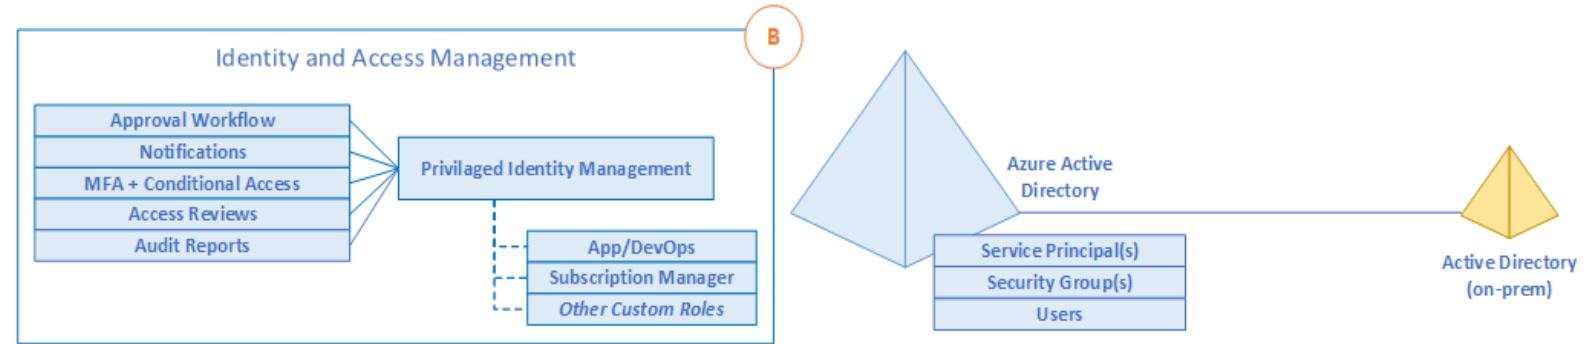 B
Identity and Access Management
Approval Workflow
Notifications
MFA + Conditional Access
Access Reviews
Audit Reports
Privilaged Identity Management
App/DevOps
Subscription Manager
Other Custom Roles
Azure Active
Directory
Service Principal(s)
Security Group(s)
Users
Active Directory
(on-prem)